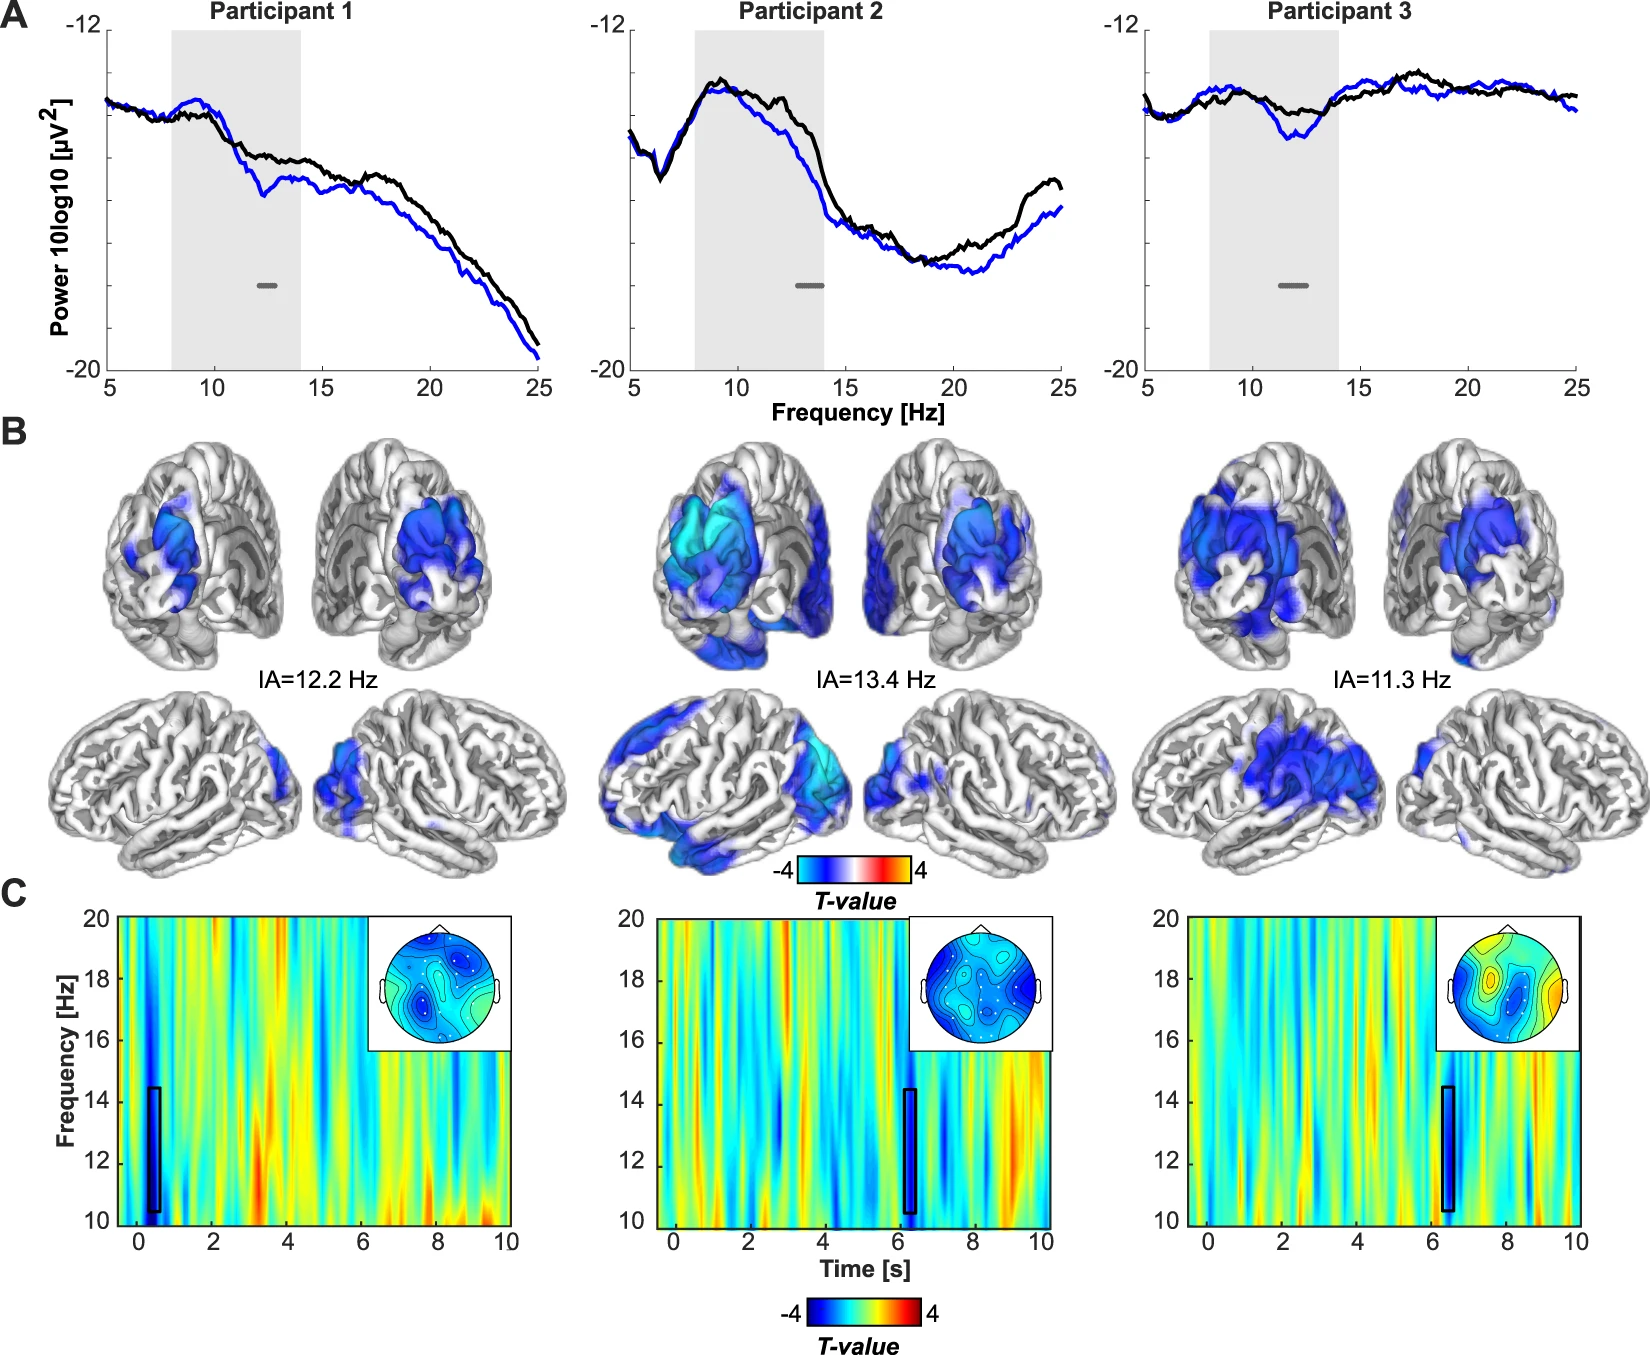 A
Participant 1
Participant 2
Participant 3
-12
-12
-12
Power 10log10 [µV2]
-20
-20
-20
5 10 15 20 25
5 10 15 20 25
5 10 15 20 25
Frequency [Hz]
B
IA=12.2 Hz
IA=13.4 Hz
IA=11.3 Hz
-4 4
T-value
C
Frequency [Hz]
20
18
16
14
12
10
0 2 4 6 8 10
20
18
16
14
12
10
0 2 4 6 8 10
20
18
16
14
12
10
0 2 4 6 8 10
Time [s]
-4 4
T-value